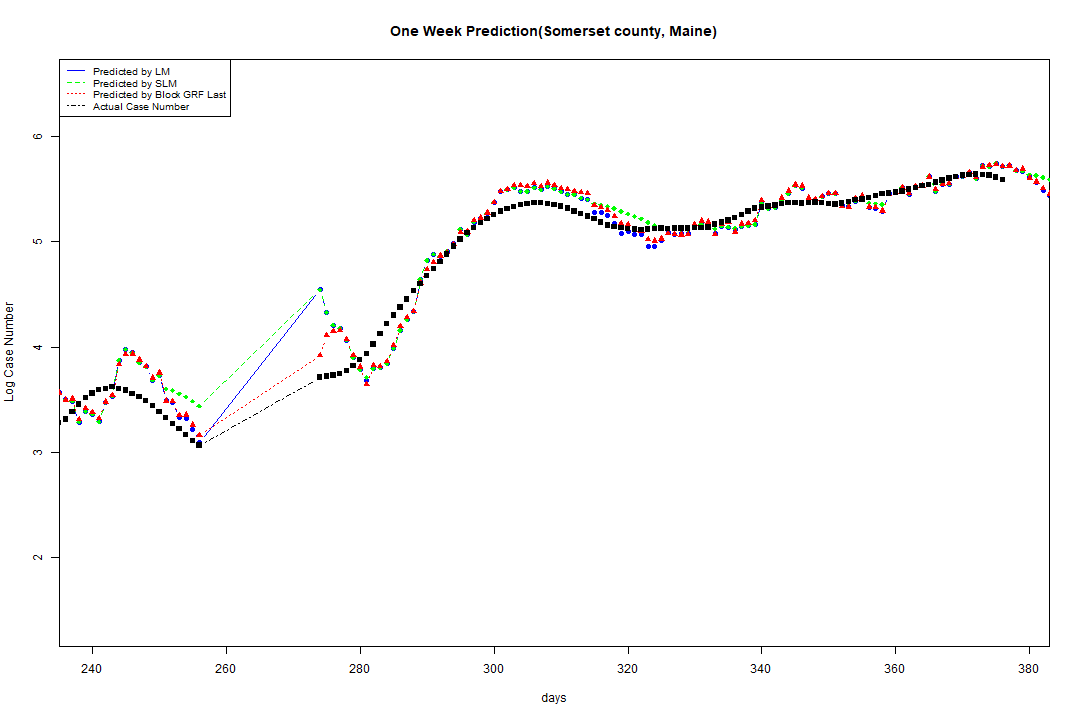 One Week Prediction(Somerset county, Maine)
Predicted by LM
Predicted by SLM
Predicted by Block GRF Last
Actual Case Number
6
5
4
3
2
Log Case Number
240 260 280 300 320 340 360 380
days